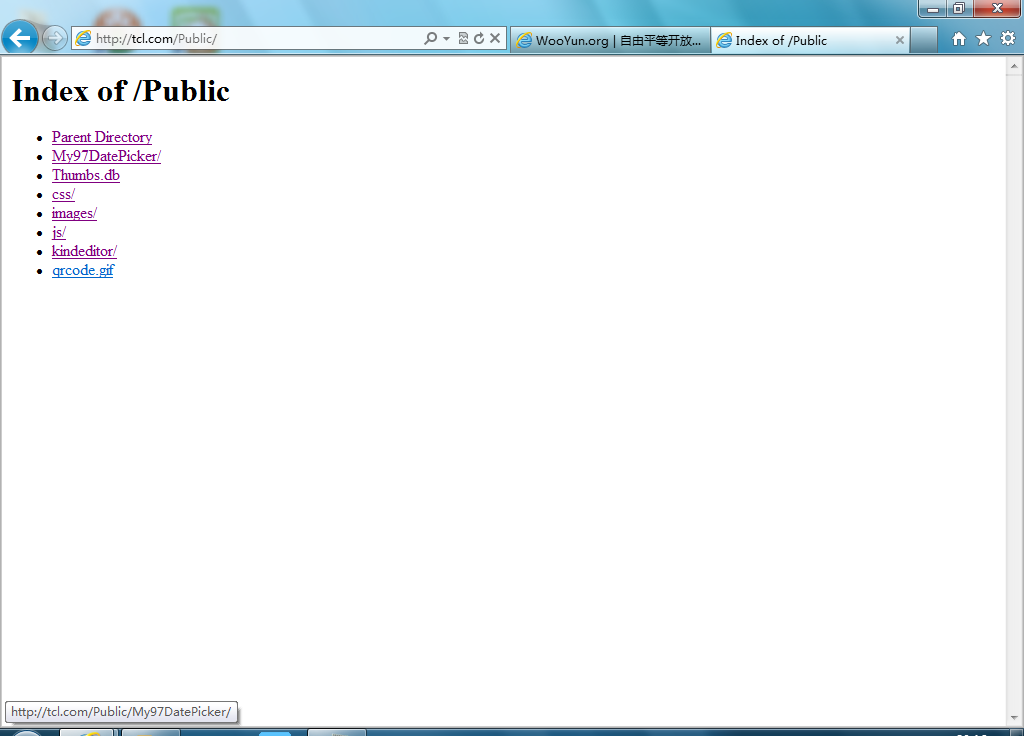 http://tcl.com/Public/
WooYun.org | 自由平等开放...
Index of /Public
Index of /Public
Parent Directory
My97DatePicker/
Thumbs.db
css/
images/
js/
kindeditor/
qrcode.gif
http://tcl.com/Public/My97DatePicker/